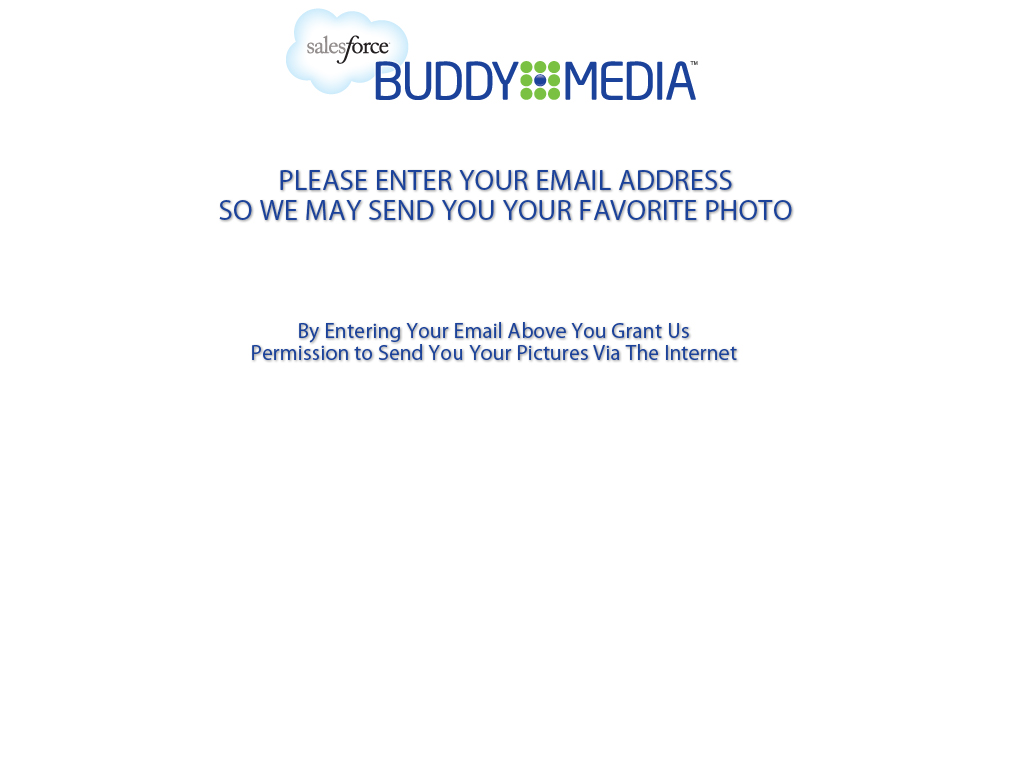 salesforce
BUDDY MEDIA™
PLEASE ENTER YOUR EMAIL ADDRESS
SO WE MAY SEND YOU YOUR FAVORITE PHOTO
By Entering Your Email Above You Grant Us
Permission to Send You Your Pictures Via The Internet